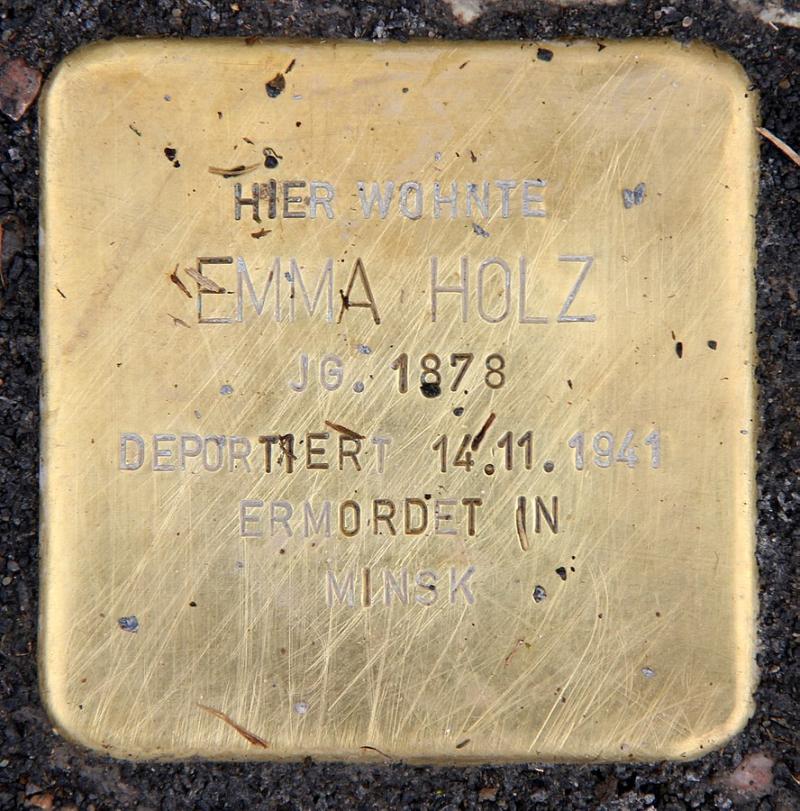 HIER WOHNTE
EMMA HOLZ
JG. 1878
DEPORTIERT 14.11.1941
ERMORDET IN
MINSK